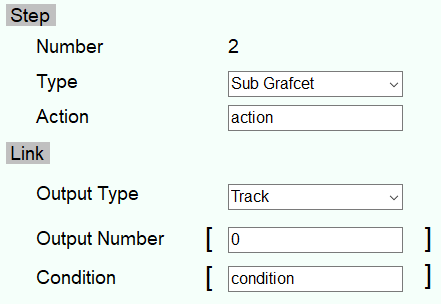 Step
Number 2
Type Sub Grafcet
Action action
Link
Output Type Track
Output Number [ 0 ]
Condition [ condition ]